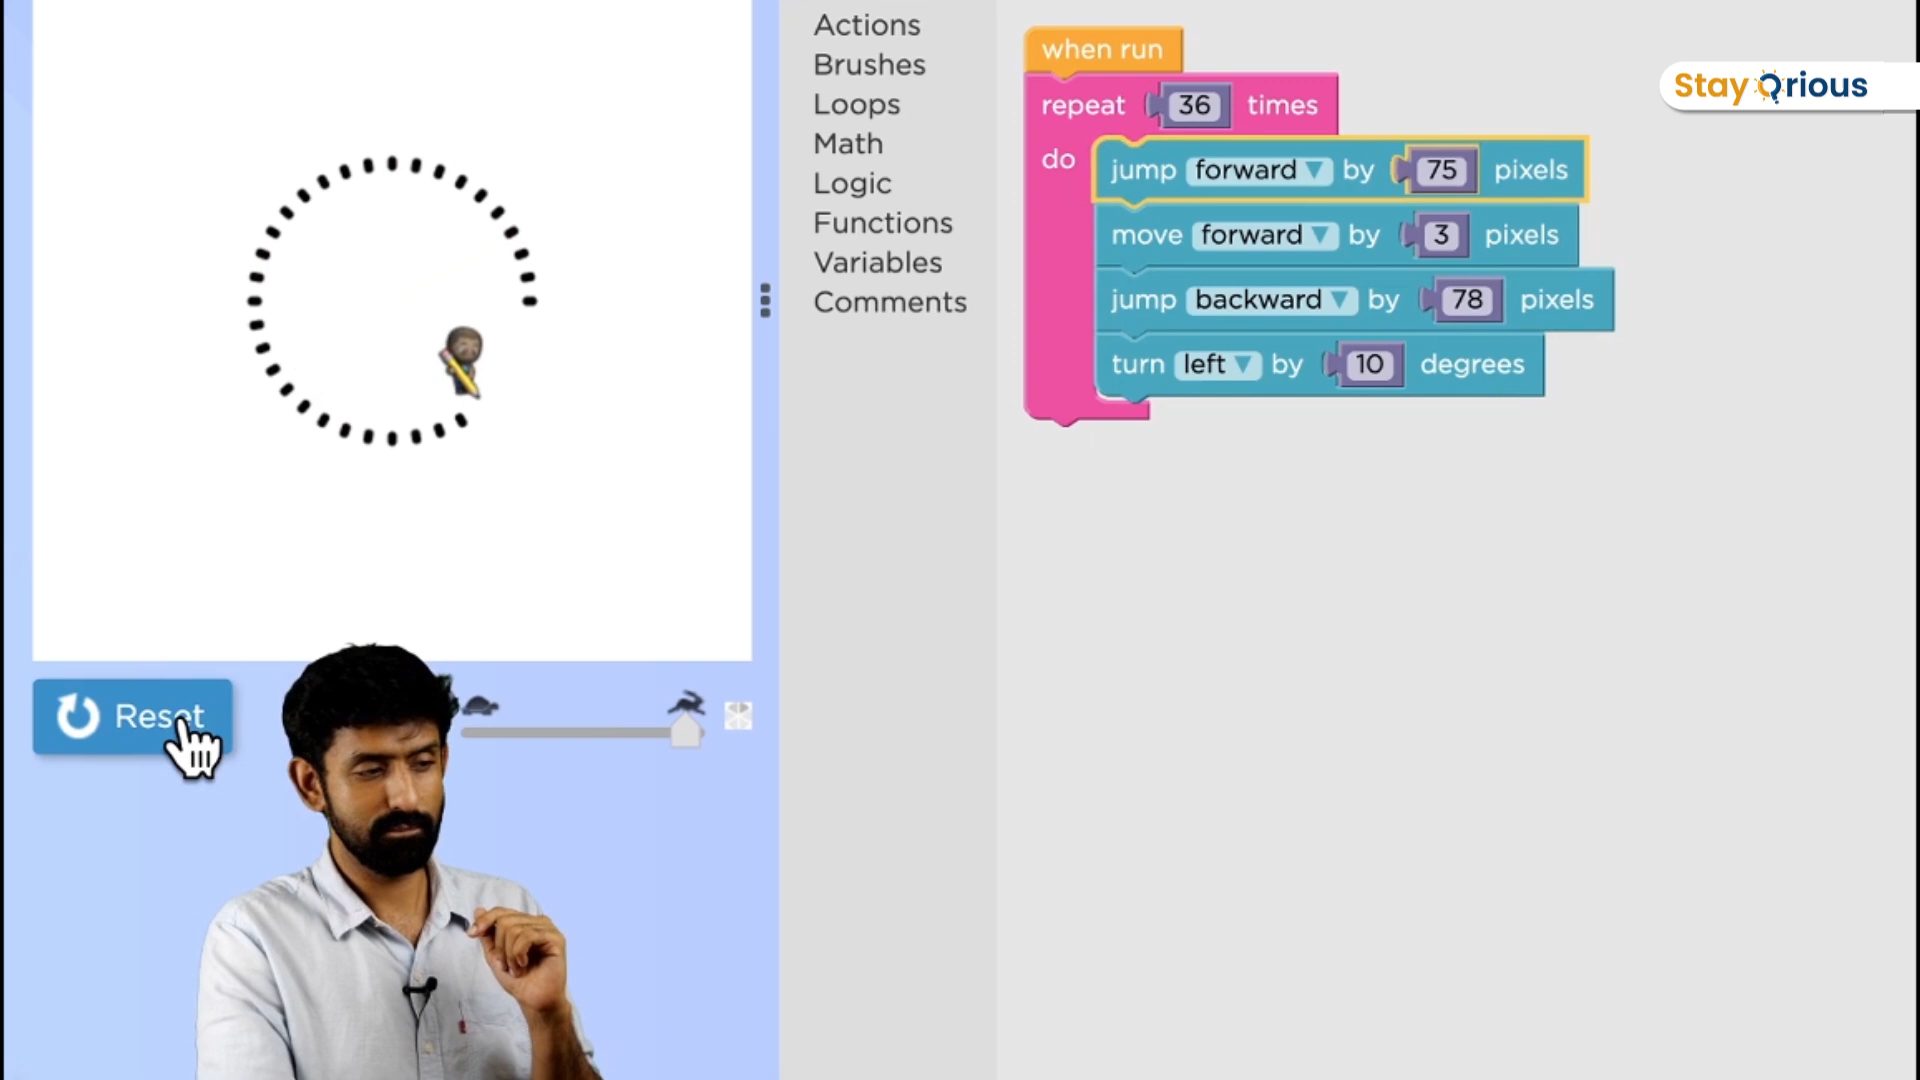 Actions
Brushes
Loops
Math
Logic
Functions
Variables
Comments
when run
repeat 36 times
do
jump forward by 75 pixels
move forward by 3 pixels
jump backward by 78 pixels
turn left by 10 degrees
Stay Qrious
Reset